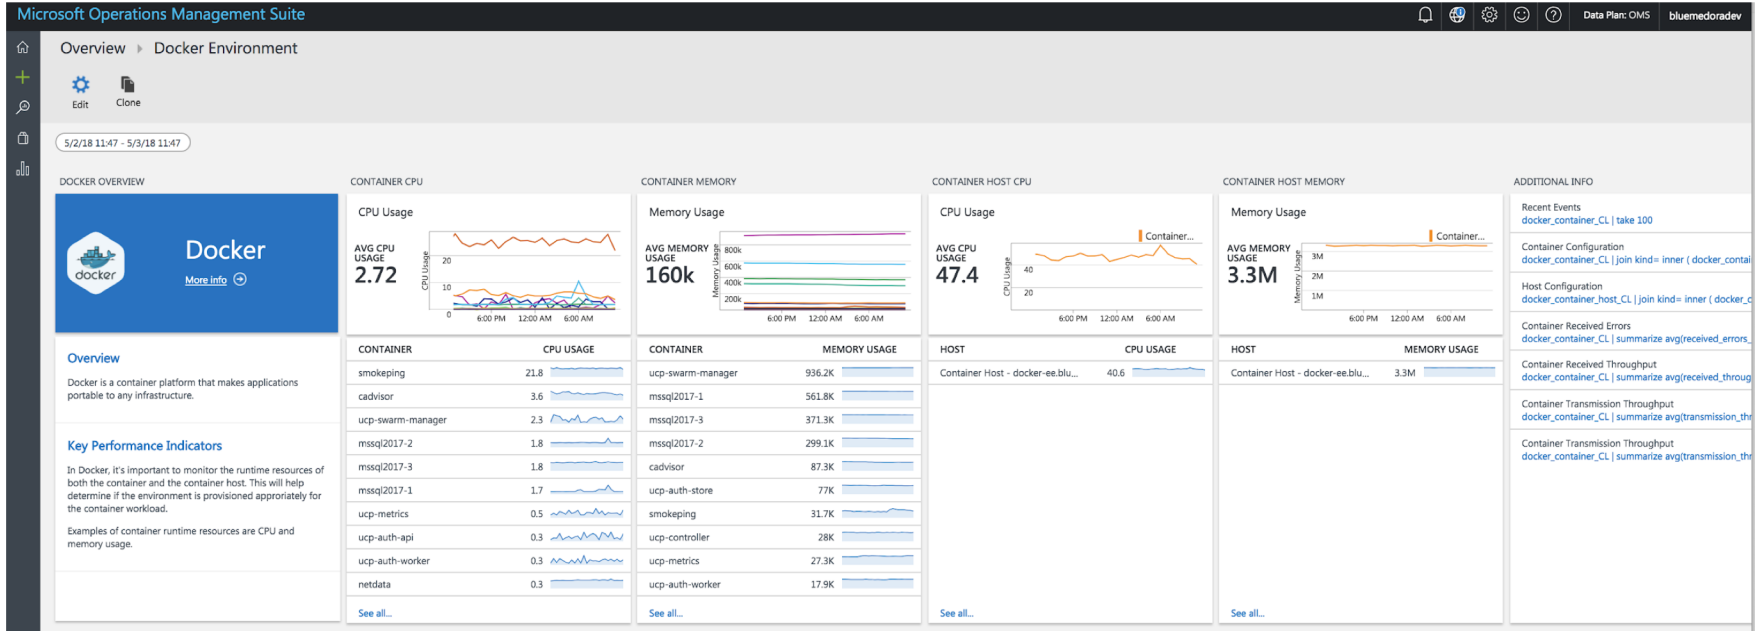 Microsoft Operations Management Suite
Data Plan: OMS
bluemedoradev
Overview
Docker Environment
Edit
Clone
5/2/18 11:47 - 5/3/18 11:47
DOCKER OVERVIEW
docker
Docker
More info
Overview
Docker is a container platform that makes applications
portable to any infrastructure.
Key Performance Indicators
In Docker, it's important to monitor the runtime resources of
both the container and the container host. This will help
determine if the environment is provisioned approriately for
the container workload.
Examples of container runtime resources are CPU and
memory usage.
CONTAINER CPU
CPU Usage
AVG CPU
USAGE
2.72
CPU Usage
20
10
0
6:00 PM 12:00 AM 6:00 AM
CONTAINER CPU USAGE
smokeping 21.8
cadvisor 3.6
ucp-swarm-manager 2.3
mssql2017-2 1.8
mssql2017-3 1.8
mssql2017-1 1.7
ucp-metrics 0.5
ucp-auth-api 0.3
ucp-auth-worker 0.3
netdata 0.3
See all...
CONTAINER MEMORY
Memory Usage
AVG MEMORY
USAGE
160k
Memory Usage
800k
600k
400k
200k
6:00 PM 12:00 AM 6:00 AM
CONTAINER MEMORY USAGE
ucp-swarm-manager 936.2K
mssql2017-1 561.8K
mssql2017-3 371.3K
mssql2017-2 299.1K
cadvisor 87.3K
ucp-auth-store 77K
smokeping 31.7K
ucp-controller 28K
ucp-metrics 27.3K
ucp-auth-worker 17.9K
See all...
CONTAINER HOST CPU
CPU Usage
Container...
AVG CPU
USAGE
47.4
CPU Usage
40
20
6:00 PM 12:00 AM 6:00 AM
HOST CPU USAGE
Container Host - docker-ee.blu... 40.6
See all...
CONTAINER HOST MEMORY
Memory Usage
Container...
AVG MEMORY
USAGE
3.3M
Memory Usage
3M
2M
1M
6:00 PM 12:00 AM 6:00 AM
HOST MEMORY USAGE
Container Host - docker-ee.blu... 3.3M
See all...
ADDITIONAL INFO
Recent Events
docker_container_CL | take 100
Container Configuration
docker_container_CL | join kind= inner ( docker_contai
Host Configuration
docker_container_host_CL | join kind= inner ( docker_c
Container Received Errors
docker_container_CL | summarize avg(received_errors_
Container Received Throughput
docker_container_CL | summarize avg(received_throug
Container Transmission Throughput
docker_container_CL | summarize avg(transmission_thr
Container Transmission Throughput
docker_container_CL | summarize avg(transmission_thr